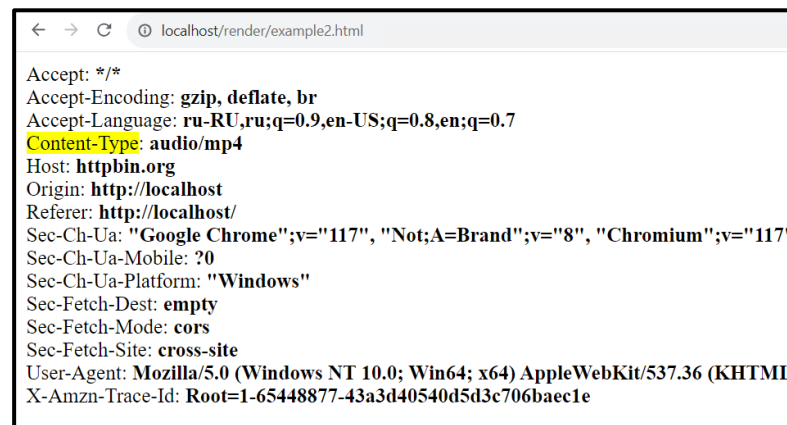 localhost/render/example2.html
Accept: */*
Accept-Encoding: gzip, deflate, br
Accept-Language: ru-RU,ru;q=0.9,en-US;q=0.8,en;q=0.7
Content-Type: audio/mp4
Host: httpbin.org
Origin: http://localhost
Referer: http://localhost/
Sec-Ch-Ua: "Google Chrome";v="117", "Not;A=Brand";v="8", "Chromium";v="117"
Sec-Ch-Ua-Mobile: ?0
Sec-Ch-Ua-Platform: "Windows"
Sec-Fetch-Dest: empty
Sec-Fetch-Mode: cors
Sec-Fetch-Site: cross-site
User-Agent: Mozilla/5.0 (Windows NT 10.0; Win64; x64) AppleWebKit/537.36 (KHTML
X-Amzn-Trace-Id: Root=1-65448877-43a3d40540d5d3c706baec1e